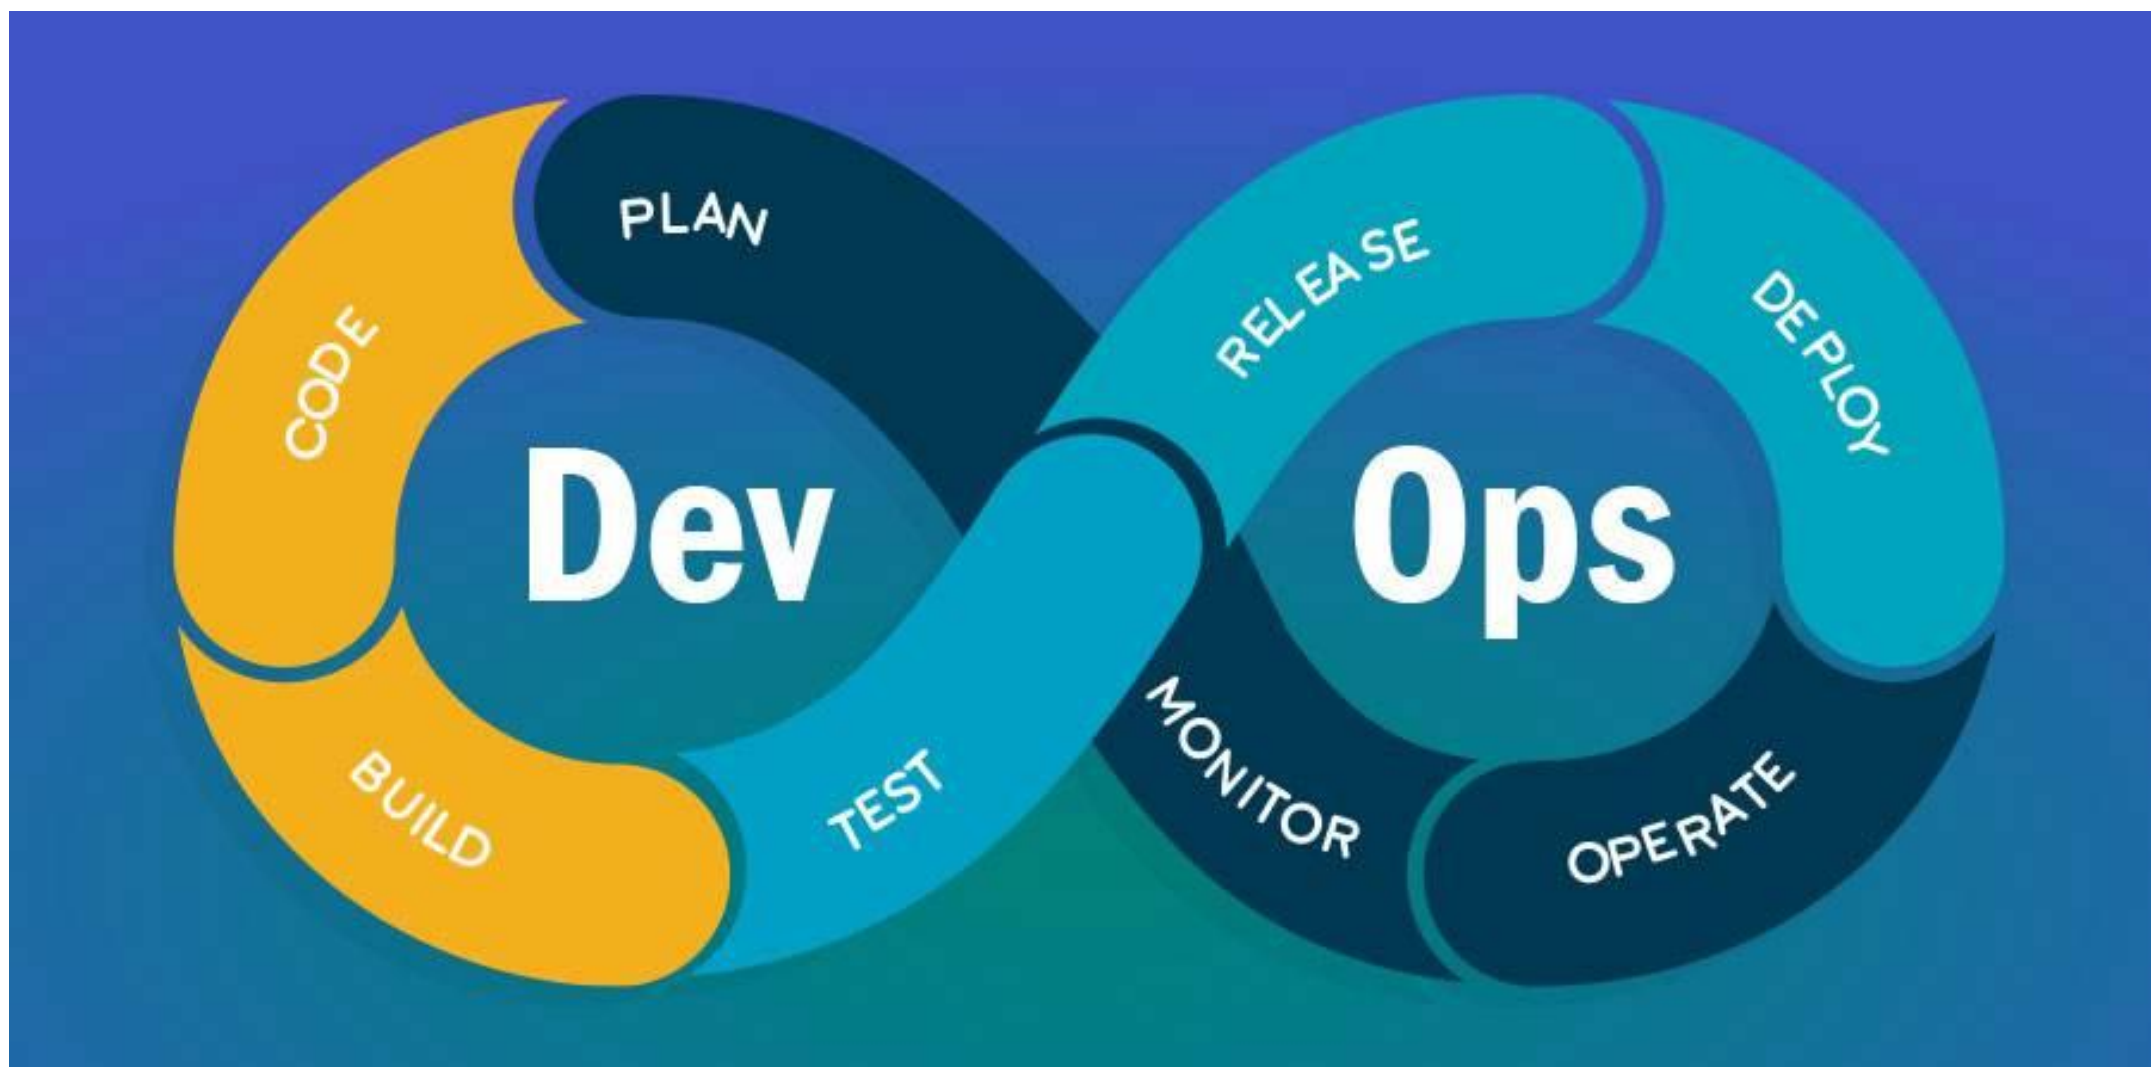 PLAN
CODE
BUILD
TEST
RELEASE
DEPLOY
OPERATE
MONITOR
Dev
Ops